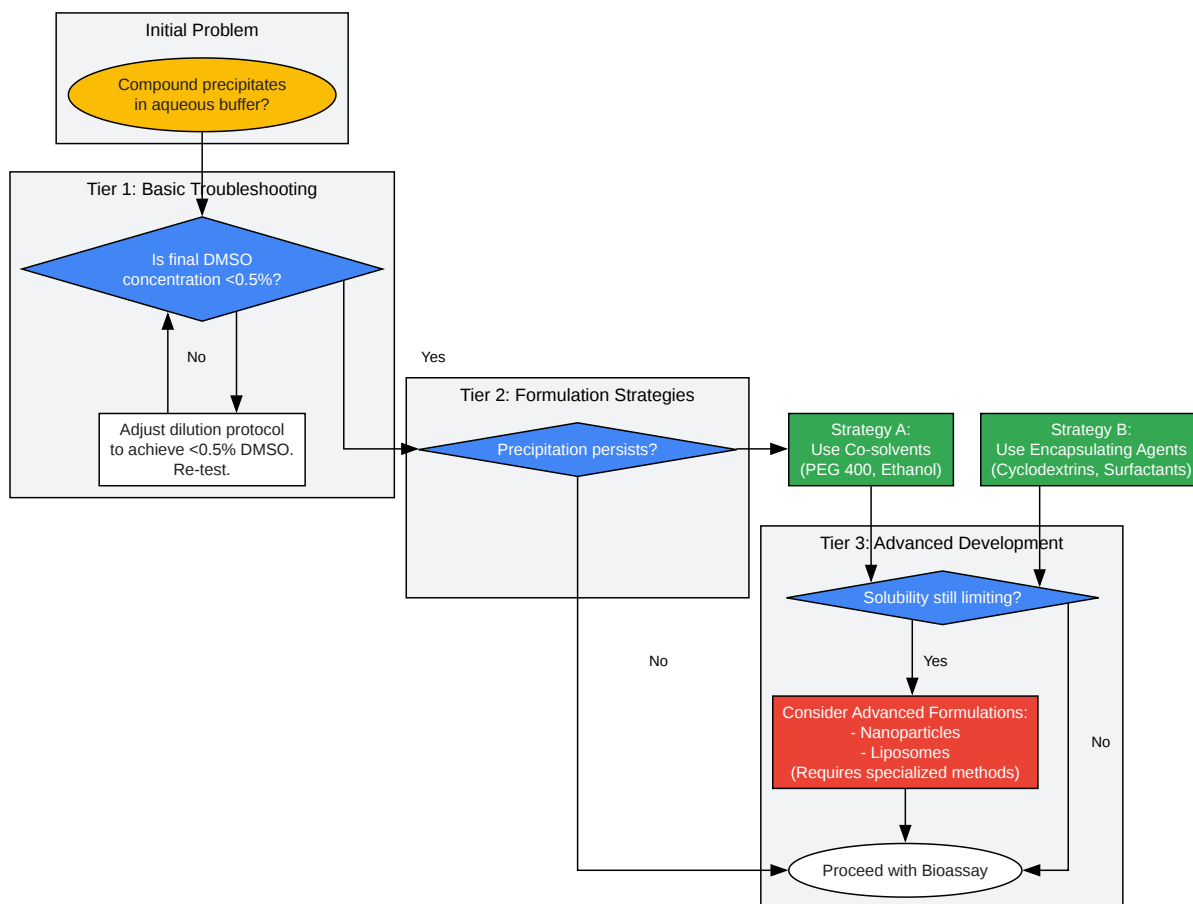 Initial Problem
Compound precipitates
in aqueous buffer?
Tier 1: Basic Troubleshooting
Is final DMSO
concentration <0.5%?
No
Yes
Adjust dilution protocol
to achieve <0.5% DMSO.
Re-test.
Tier 2: Formulation Strategies
Precipitation persists?
Strategy A:
Use Co-solvents
(PEG 400, Ethanol)
Strategy B:
Use Encapsulating Agents
(Cyclodextrins, Surfactants)
Tier 3: Advanced Development
Solubility still limiting?
No
Yes
Consider Advanced Formulations:
- Nanoparticles
- Liposomes
(Requires specialized methods)
No
Proceed with Bioassay